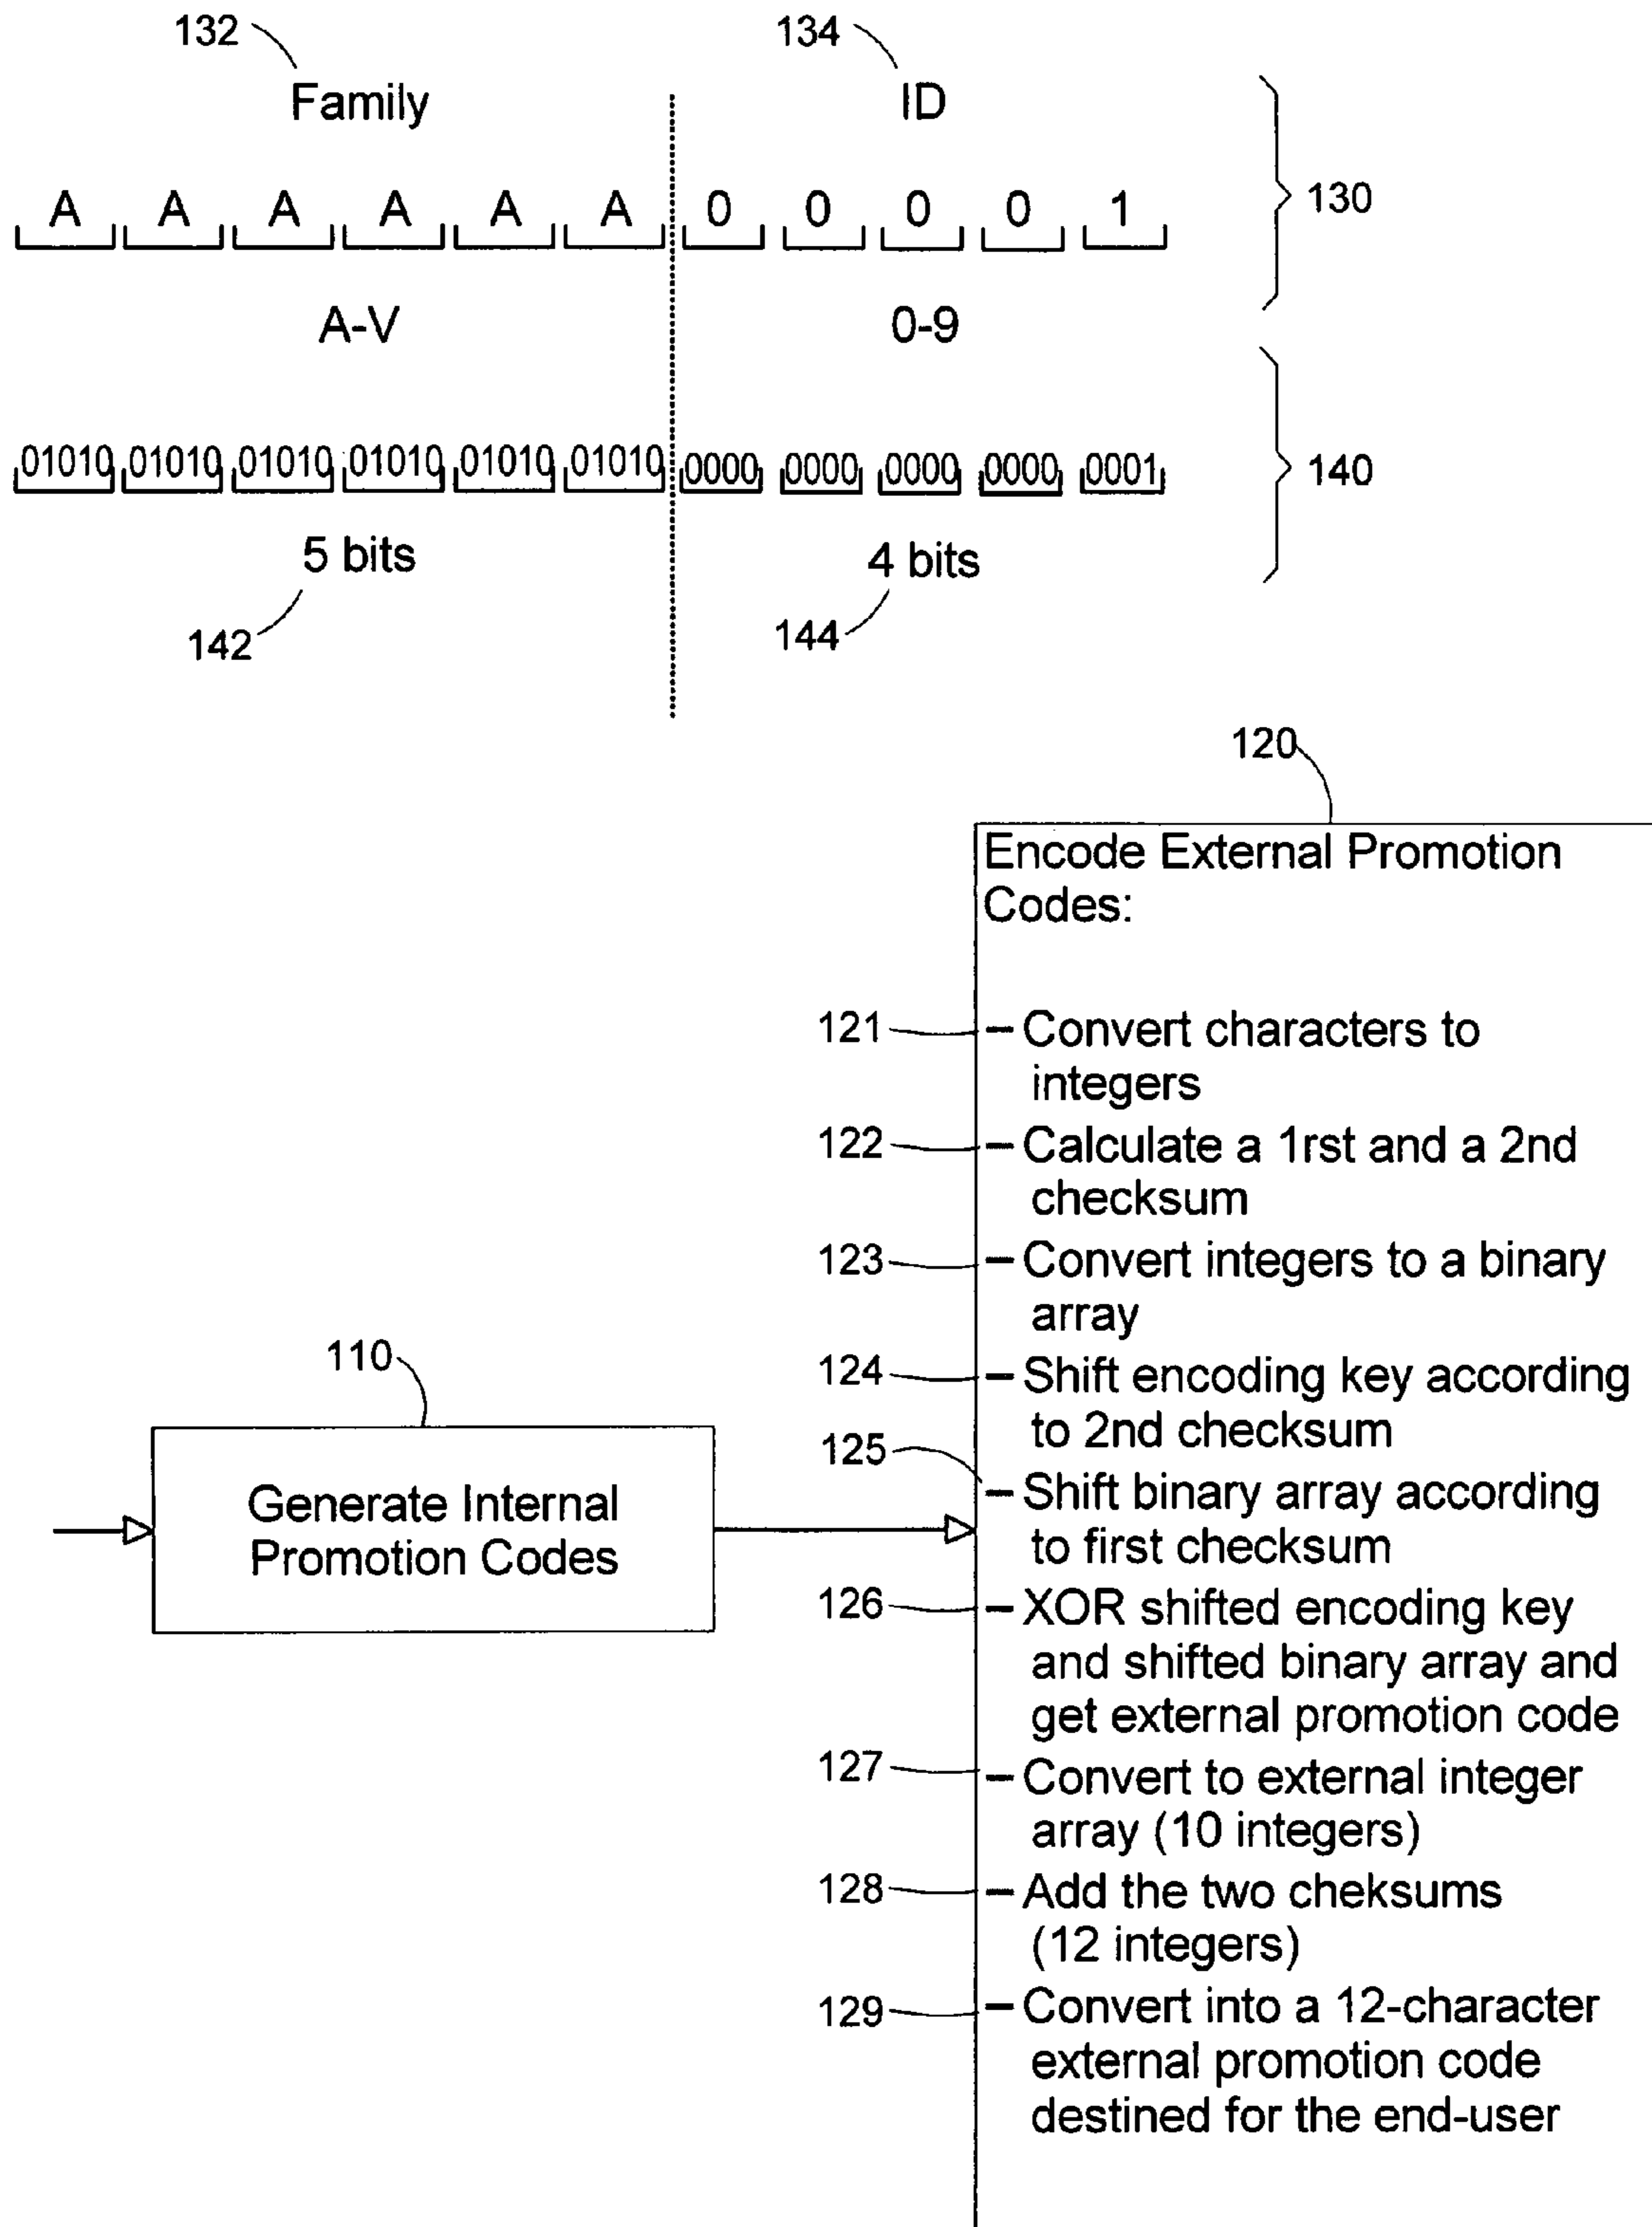 132
134
Family
ID
A A A A A A 0 0 0 0 1
130
A-V
0-9
01010 01010 01010 01010 01010 01010 0000 0000 0000 0000 0001
140
5 bits
4 bits
142
144
120
Encode External Promotion
Codes:
121
– Convert characters to
integers
122
– Calculate a 1rst and a 2nd
checksum
123
– Convert integers to a binary
array
110
124
– Shift encoding key according
to 2nd checksum
125
– Shift binary array according
to first checksum
Generate Internal
Promotion Codes
126
– XOR shifted encoding key
and shifted binary array and
get external promotion code
127
– Convert to external integer
array (10 integers)
128
– Add the two cheksums
(12 integers)
129
– Convert into a 12-character
external promotion code
destined for the end-user